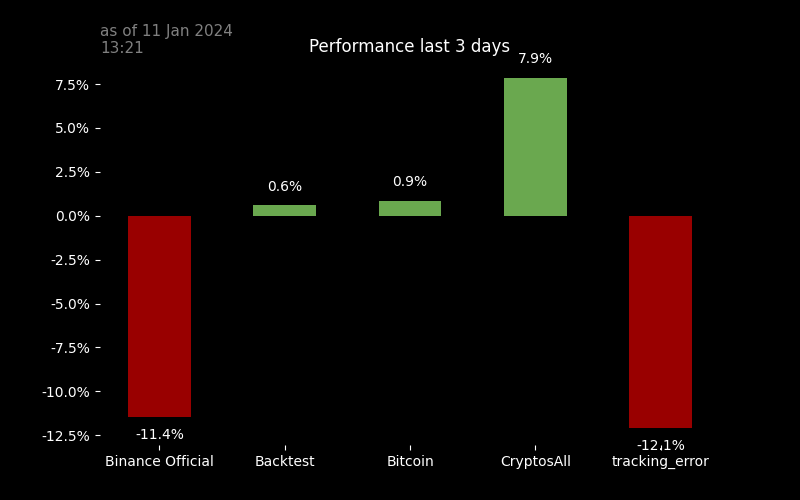 as of 11 Jan 2024
13:21
Performance last 3 days
7.9%
7.5%
5.0%
2.5%
0.6%
0.9%
0.0%
-2.5%
-5.0%
-7.5%
-10.0%
-12.5%
-11.4%
-12.1%
Binance Official
Backtest
Bitcoin
CryptosAll
tracking_error